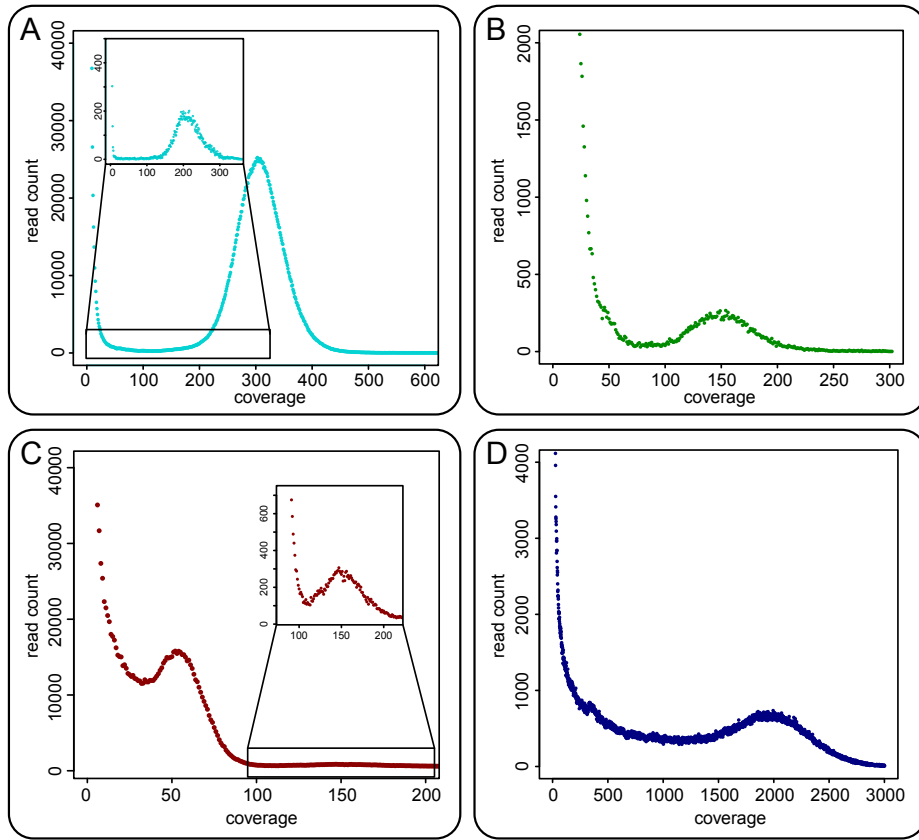 A
read count
0 10000 20000 30000 40000
0 200 400
0 100 200 300
0 100 200 300 400 500 600
coverage
B
read count
0 500 1000 1500 2000
0 50 100 150 200 250 300
coverage
C
read count
0 10000 20000 30000 40000
0 100 200 300 400 600
100 150 200
0 50 100 150 200
coverage
D
read count
0 1000 2000 3000 4000
0 500 1000 1500 2000 2500 3000
coverage